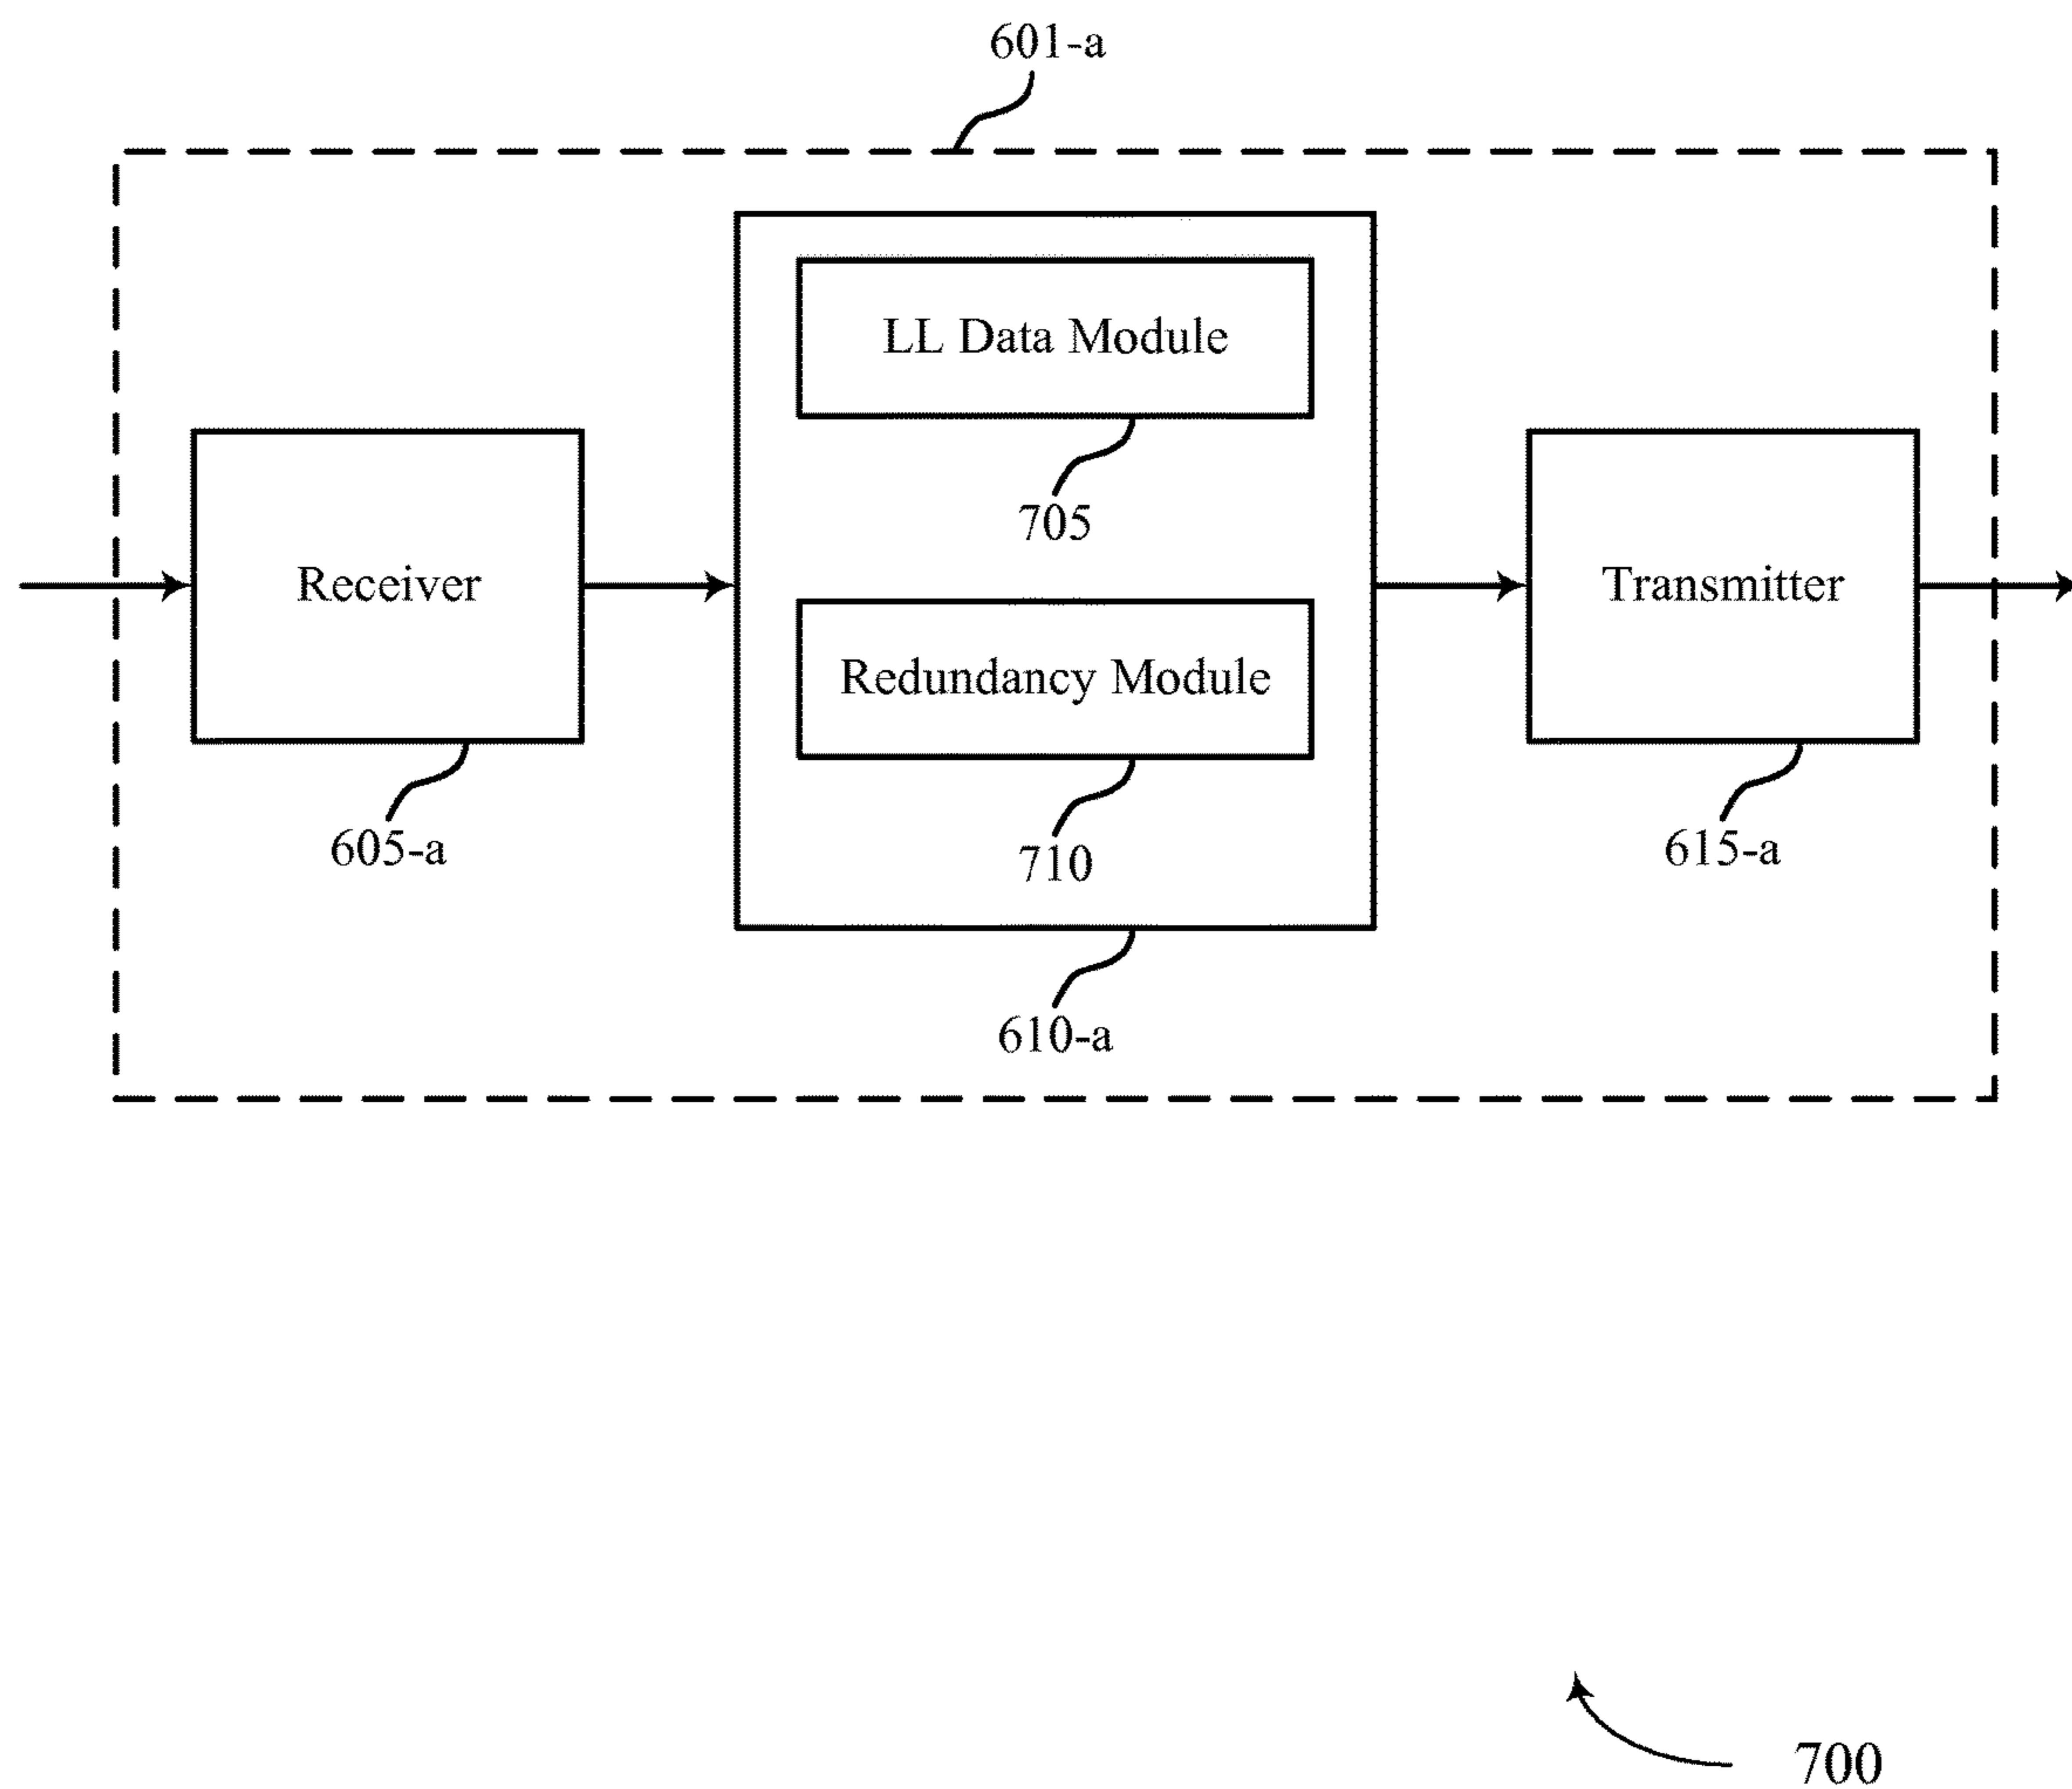 601-a
LL Data Module
705
Receiver
Redundancy Module
Transmitter
605-a
710
615-a
610-a
700